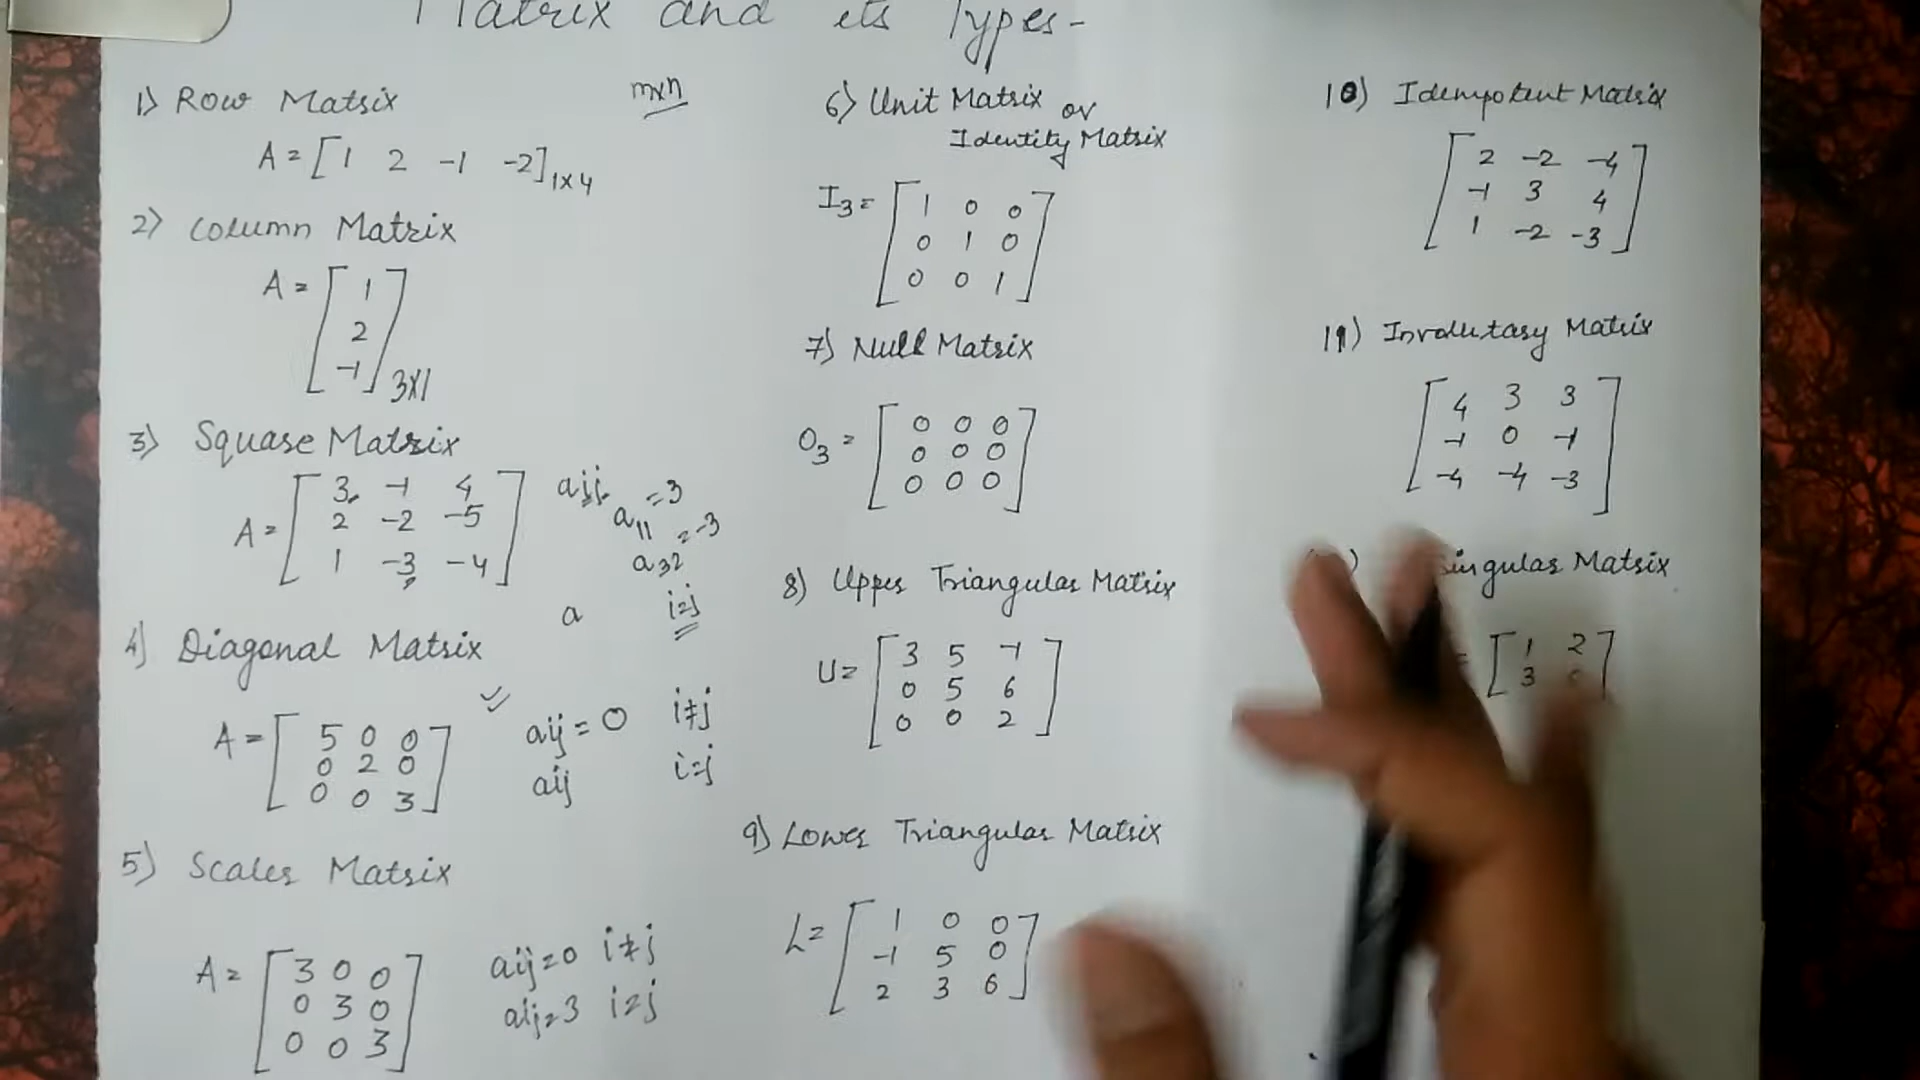 Matrix and its Types-
1) Row Matrix
m×n
A = [1 2 -1 -2] 1×4
2) Column Matrix
A = [1
2
-1] 3×1
3) Square Matrix
A = [3 -1 4
2 -2 -5
1 -3 -4]
aij
a11 = 3
a32 = -3
a i=j
4) Diagonal Matrix
A = [5 0 0
0 2 0
0 0 3]
aij = 0 i≠j
aij i=j
5) Scaler Matrix
A = [3 0 0
0 3 0
0 0 3]
aij=0 i≠j
aij=3 i=j
6) Unit Matrix or
Identity Matrix
I3 = [1 0 0
0 1 0
0 0 1]
7) Null Matrix
O3 = [0 0 0
0 0 0
0 0 0]
8) Upper Triangular Matrix
U = [3 5 -1
0 5 6
0 0 2]
9) Lower Triangular Matrix
L = [1 0 0
-1 5 0
2 3 6]
10) Idempotent Matrix
[2 -2 -4
-1 3 4
1 -2 -3]
11) Involutary Matrix
[4 3 3
-1 0 -1
-4 -4 -3]
Singular Matrix
= [1 2
3